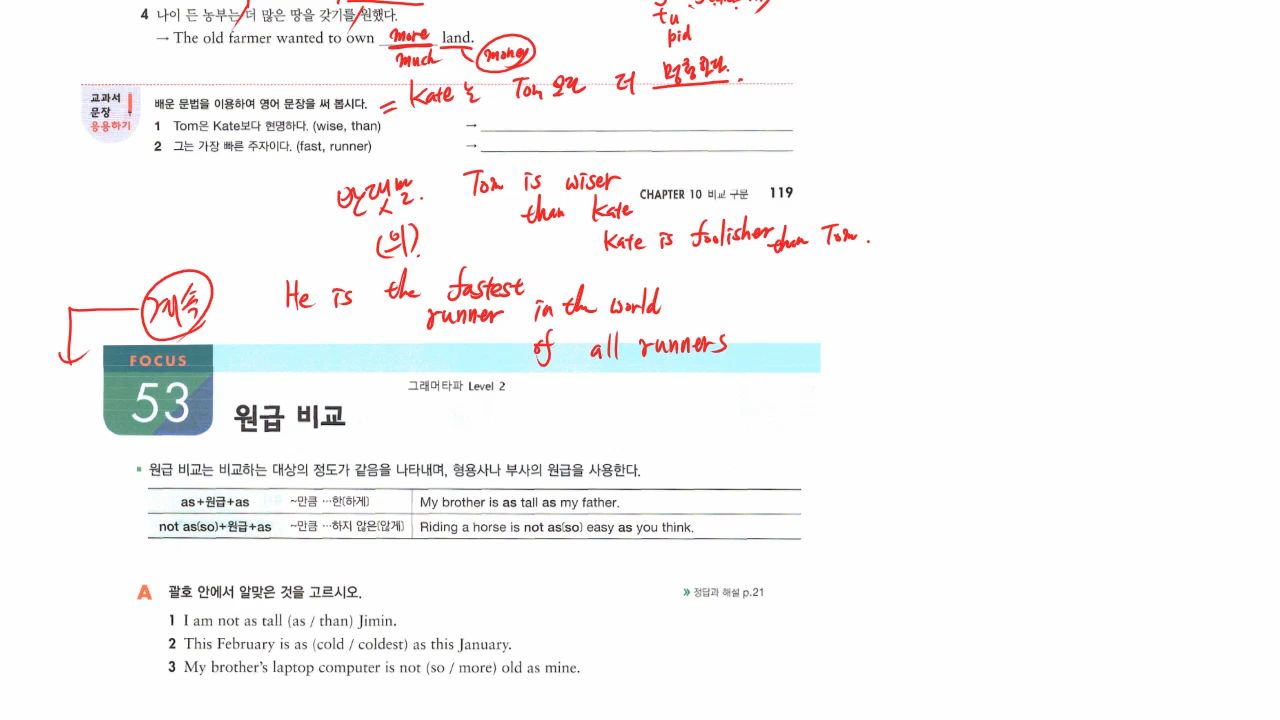 4 나이 든 농부는 더 많은 땅을 갖기를 원했다.
tu
pid
→ The old farmer wanted to own more land.
much
money
= Kate는 Tom 보다 더 멍청하다.
교과서
문장
응용하기
배운 문법을 이용하여 영어 문장을 써 봅시다.
1 Tom은 Kate보다 현명하다. (wise, than) →
2 그는 가장 빠른 주자이다. (fast, runner) →
반댓말.
(의).
Tom is wiser
than Kate
CHAPTER 10 비교 구문 119
Kate is foolisher than Tom.
계속
He is the fastest
runner in the world
of all runners
FOCUS
53
그래머타파 Level 2
원급 비교
▪ 원급 비교는 비교하는 대상의 정도가 같음을 나타내며, 형용사나 부사의 원급을 사용한다.
as+원급+as ~만큼 …한(하게) My brother is as tall as my father.
not as(so)+원급+as ~만큼 …하지 않은(않게) Riding a horse is not as(so) easy as you think.
A 괄호 안에서 알맞은 것을 고르시오.
» 정답과 해설 p.21
1 I am not as tall (as / than) Jimin.
2 This February is as (cold / coldest) as this January.
3 My brother's laptop computer is not (so / more) old as mine.